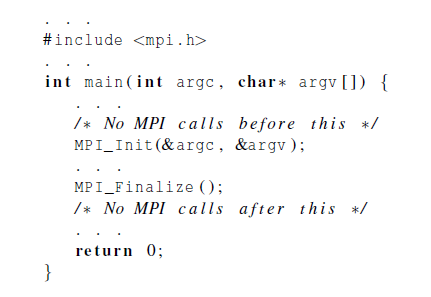 . . .
#include <mpi.h>
. . .
int main(int argc, char* argv[]) {
. . .
/* No MPI calls before this */
MPI_Init(&argc, &argv);
. . .
MPI_Finalize();
/* No MPI calls after this */
. . .
return 0;
}